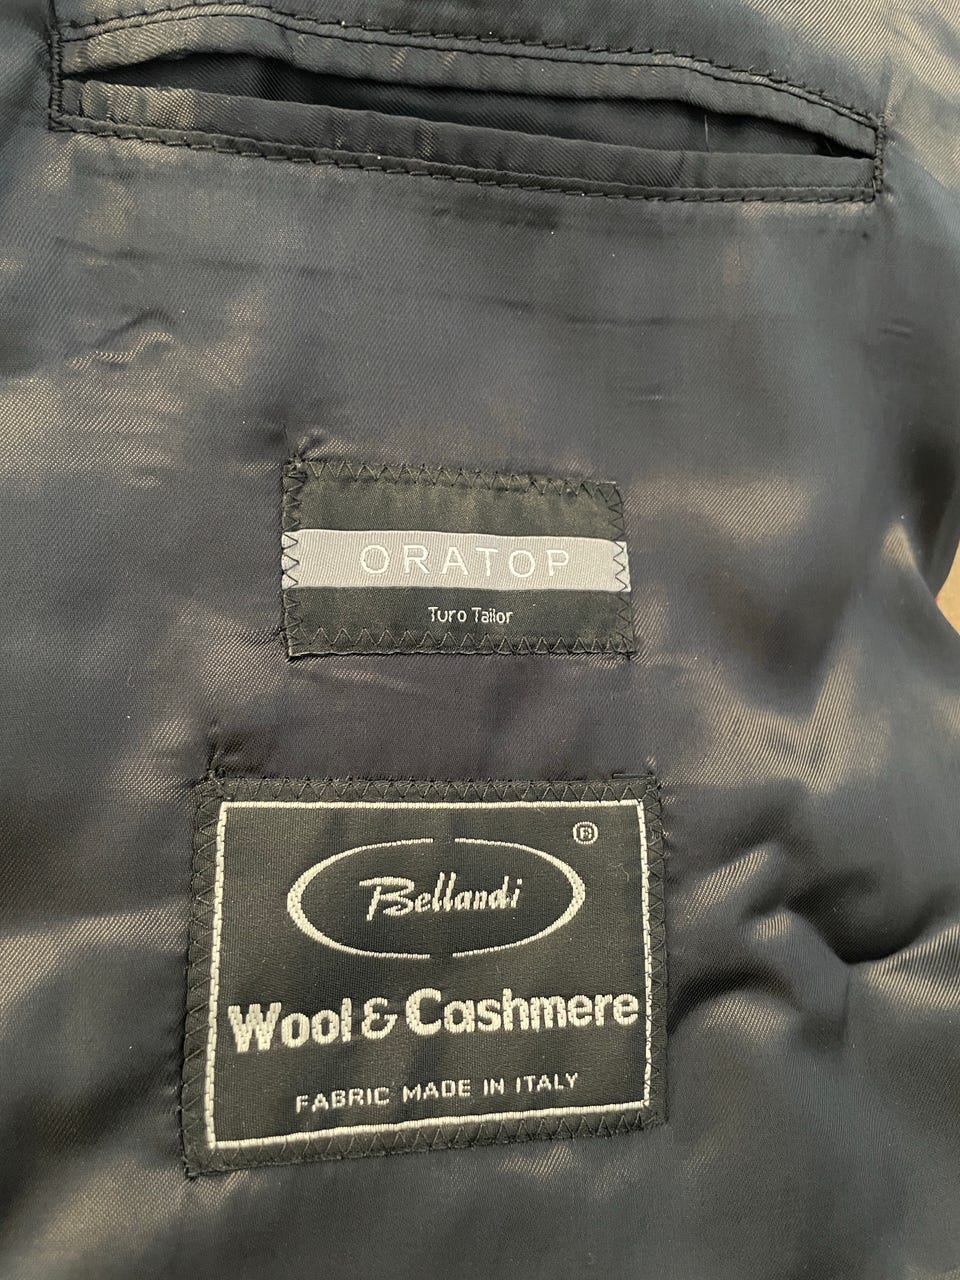 ORATOP
Turo Tailor
®
Bellandi
Wool & Cashmere
FABRIC MADE IN ITALY